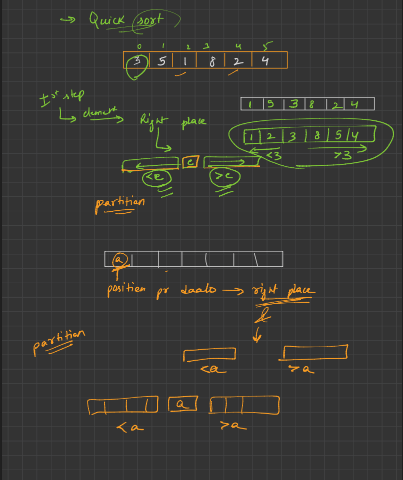 → Quick sort
0 1 2 3 4 5
3 5 1 8 2 4
Ist step
↳ element → Right place
1 5 3 8 2 4
1 2 3 8 5 4
<3 >3
e
<e >e
partition
a
position pr daalo → right place
&
partition
<a >a
a
<a >a